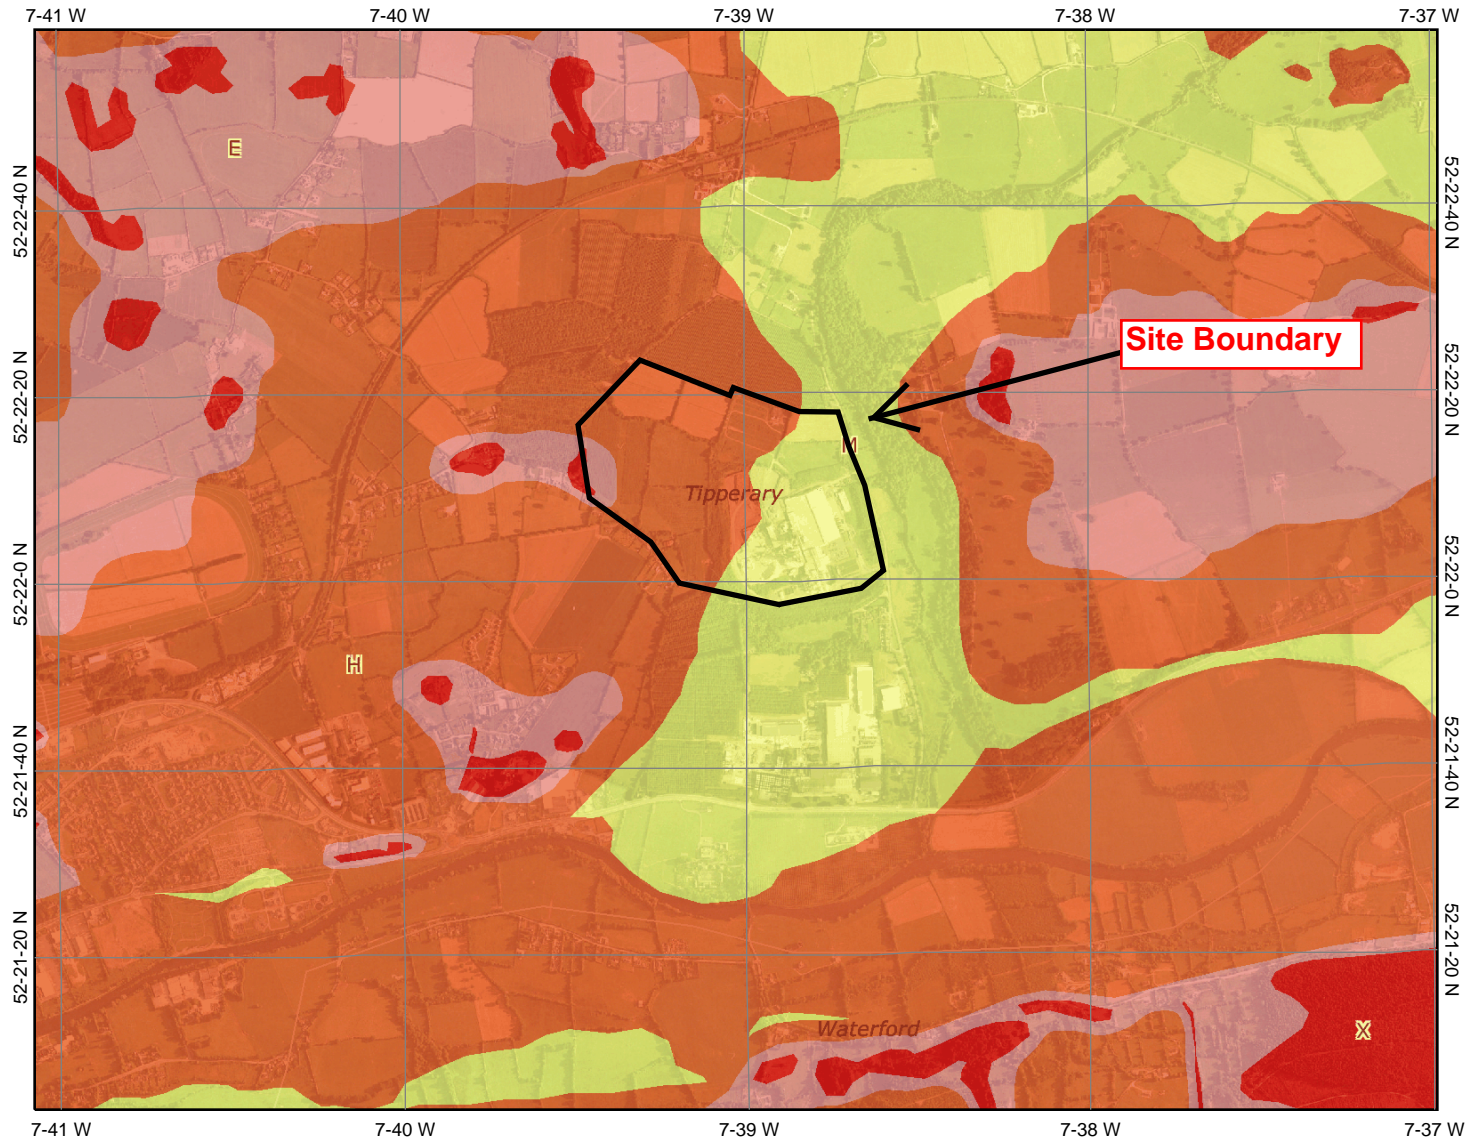 7-41 W 7-40 W 7-39 W 7-38 W 7-37 W
E
52-22-40 N 52-22-40 N
Site Boundary
52-22-20 N 52-22-20 N
M
Tipperary
52-22-0 N 52-22-0 N
H
52-21-40 N 52-21-40 N
52-21-20 N 52-21-20 N
Waterford
X
7-41 W 7-40 W 7-39 W 7-38 W 7-37 W